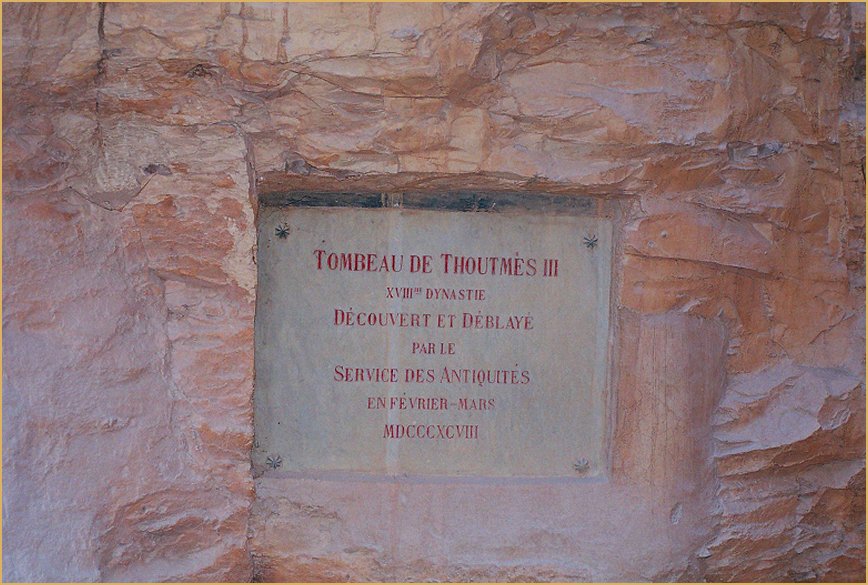 TOMBEAU DE THOUTMÈS III
XVIIIme DYNASTIE
DÉCOUVERT ET DÉBLAYÉ
PAR LE
SERVICE DES ANTIQUITÉS
EN FÉVRIER-MARS
MDCCCXCVIII